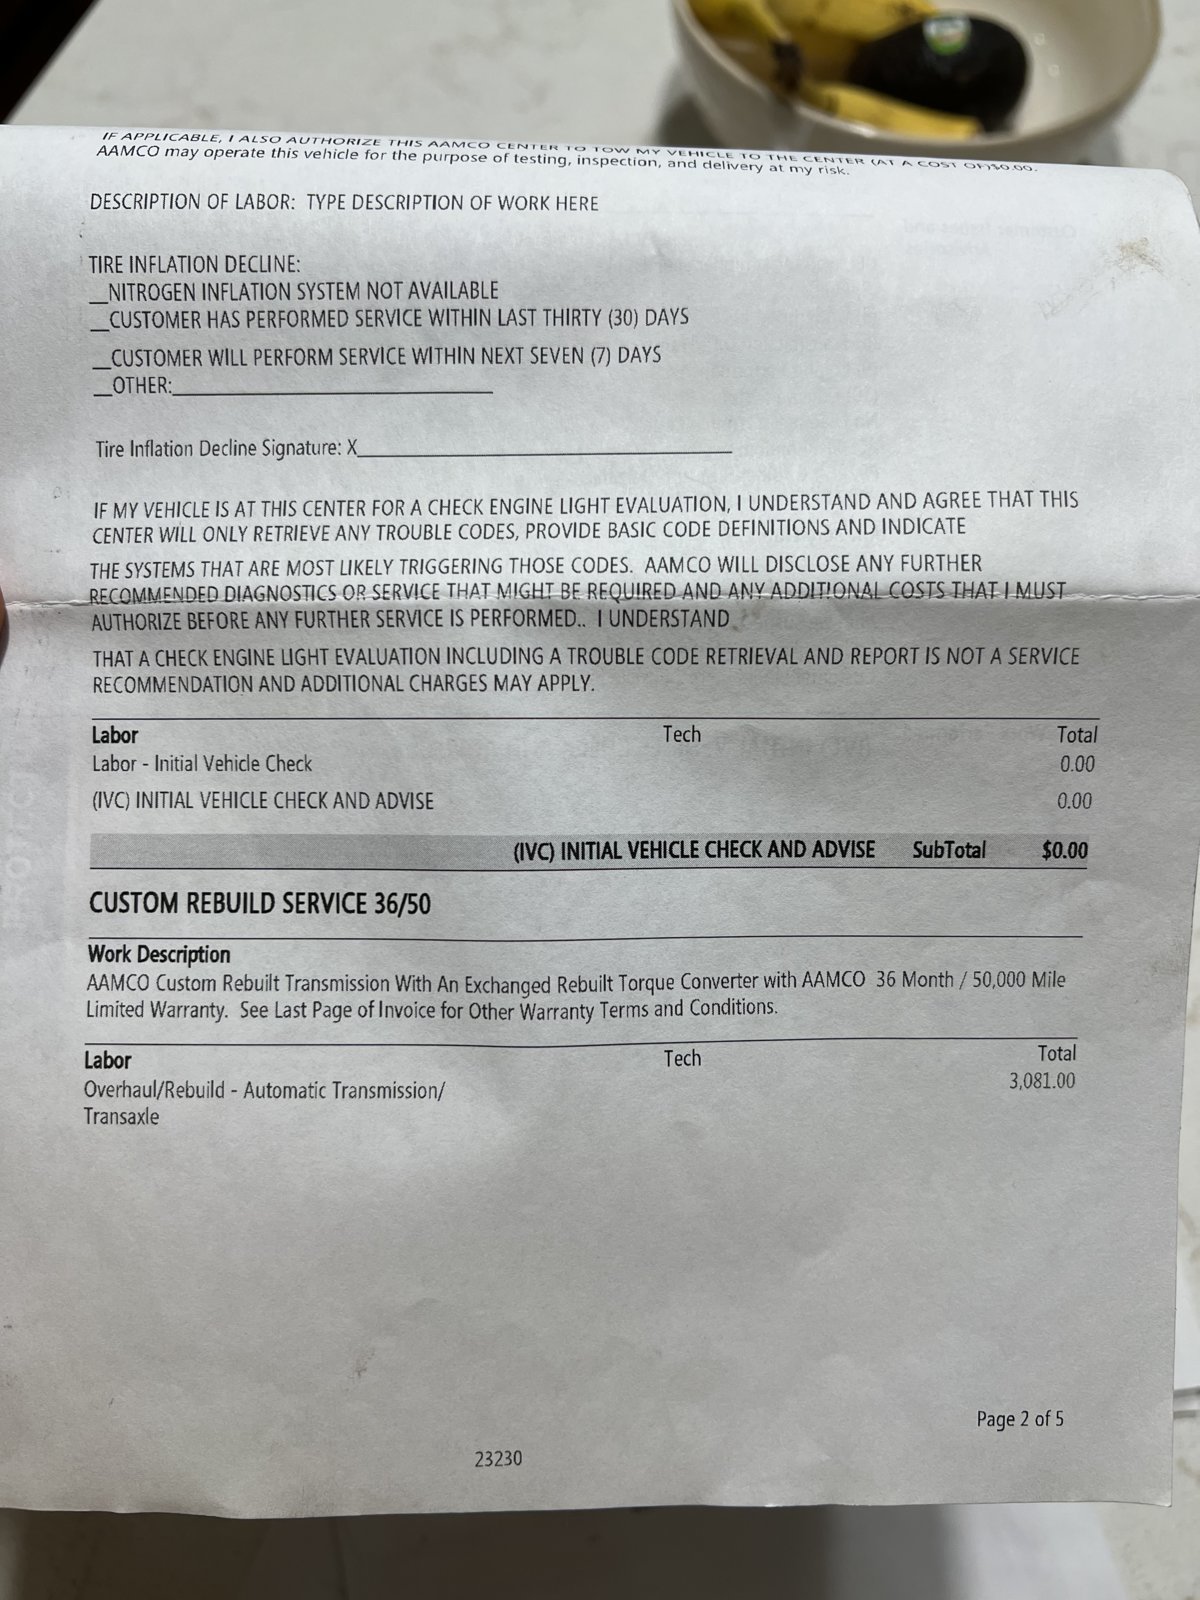 IF APPLICABLE, I ALSO AUTHORIZE THIS AAMCO CENTER TO TOW MY VEHICLE TO THE CENTER (AT A COST OF)$0.00.
AAMCO may operate this vehicle for the purpose of testing, inspection, and delivery at my risk.
DESCRIPTION OF LABOR: TYPE DESCRIPTION OF WORK HERE
TIRE INFLATION DECLINE:
__NITROGEN INFLATION SYSTEM NOT AVAILABLE
__CUSTOMER HAS PERFORMED SERVICE WITHIN LAST THIRTY (30) DAYS
__CUSTOMER WILL PERFORM SERVICE WITHIN NEXT SEVEN (7) DAYS
__OTHER:______________________________
Tire Inflation Decline Signature: X___________________________________
IF MY VEHICLE IS AT THIS CENTER FOR A CHECK ENGINE LIGHT EVALUATION, I UNDERSTAND AND AGREE THAT THIS
CENTER WILL ONLY RETRIEVE ANY TROUBLE CODES, PROVIDE BASIC CODE DEFINITIONS AND INDICATE
THE SYSTEMS THAT ARE MOST LIKELY TRIGGERING THOSE CODES. AAMCO WILL DISCLOSE ANY FURTHER
RECOMMENDED DIAGNOSTICS OR SERVICE THAT MIGHT BE REQUIRED AND ANY ADDITIONAL COSTS THAT I MUST
AUTHORIZE BEFORE ANY FURTHER SERVICE IS PERFORMED.. I UNDERSTAND
THAT A CHECK ENGINE LIGHT EVALUATION INCLUDING A TROUBLE CODE RETRIEVAL AND REPORT IS NOT A SERVICE
RECOMMENDATION AND ADDITIONAL CHARGES MAY APPLY.
Labor Tech Total
Labor - Initial Vehicle Check 0.00
(IVC) INITIAL VEHICLE CHECK AND ADVISE 0.00
(IVC) INITIAL VEHICLE CHECK AND ADVISE SubTotal $0.00
CUSTOM REBUILD SERVICE 36/50
Work Description
AAMCO Custom Rebuilt Transmission With An Exchanged Rebuilt Torque Converter with AAMCO 36 Month / 50,000 Mile
Limited Warranty. See Last Page of Invoice for Other Warranty Terms and Conditions.
Labor Tech Total
Overhaul/Rebuild - Automatic Transmission/ 3,081.00
Transaxle
Page 2 of 5
23230